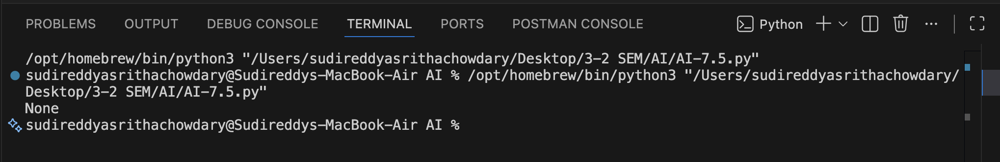 PROBLEMS OUTPUT DEBUG CONSOLE TERMINAL PORTS POSTMAN CONSOLE Python
/opt/homebrew/bin/python3 "/Users/sudireddyasrithachowdary/Desktop/3-2 SEM/AI/AI-7.5.py"
sudireddyasrithachowdary@Sudireddys-MacBook-Air AI % /opt/homebrew/bin/python3 "/Users/sudireddyasrithachowdary/
Desktop/3-2 SEM/AI/AI-7.5.py"
None
sudireddyasrithachowdary@Sudireddys-MacBook-Air AI %